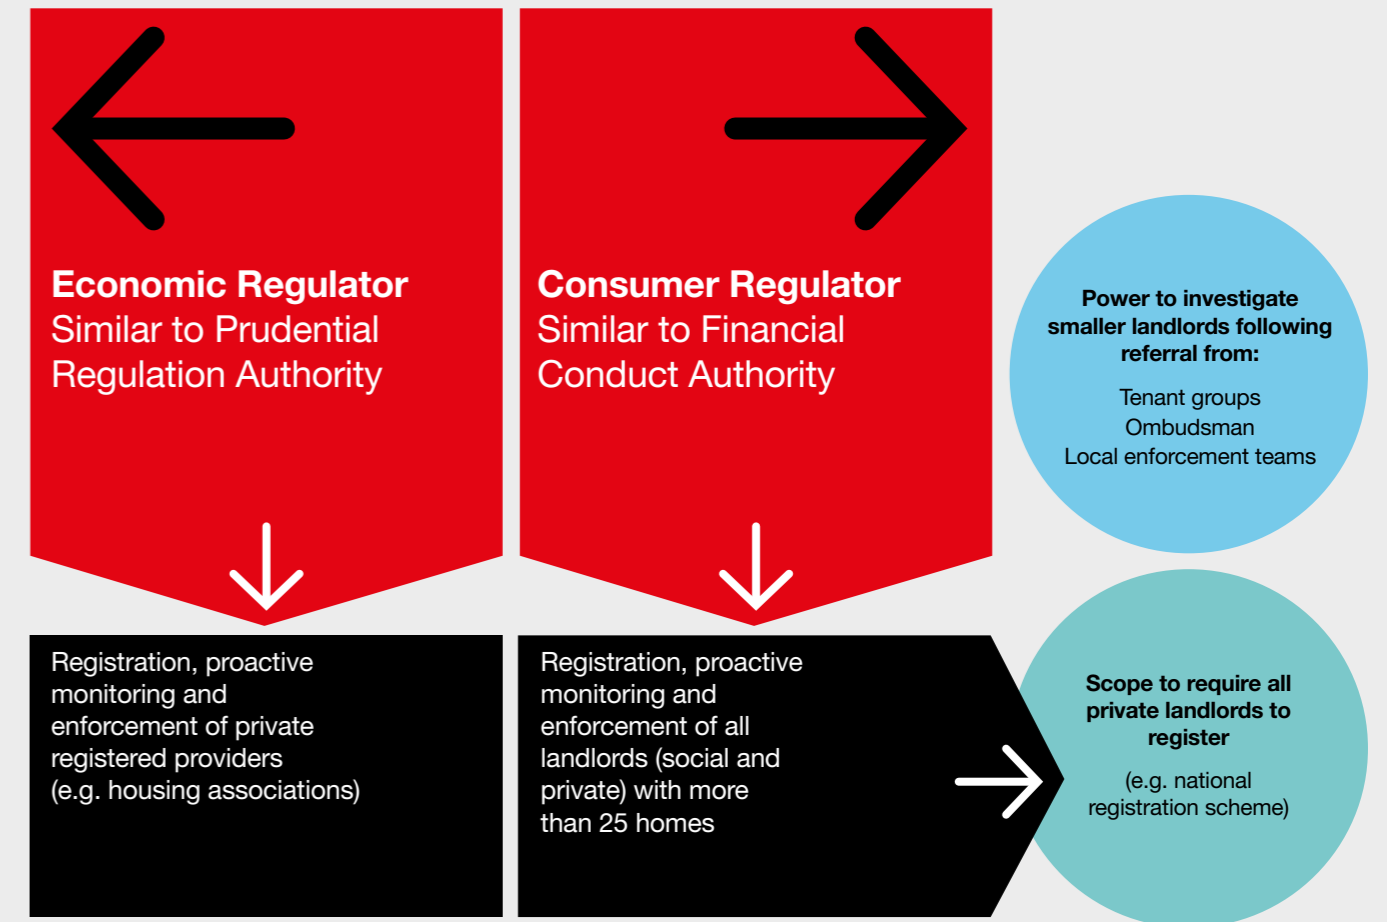 Economic Regulator
Similar to Prudential
Regulation Authority
Consumer Regulator
Similar to Financial
Conduct Authority
Power to investigate
smaller landlords following
referral from:
Tenant groups
Ombudsman
Local enforcement teams
Registration, proactive
monitoring and
enforcement of private
registered providers
(e.g. housing associations)
Registration, proactive
monitoring and
enforcement of all
landlords (social and
private) with more
than 25 homes
Scope to require all
private landlords to
register
(e.g. national
registration scheme)